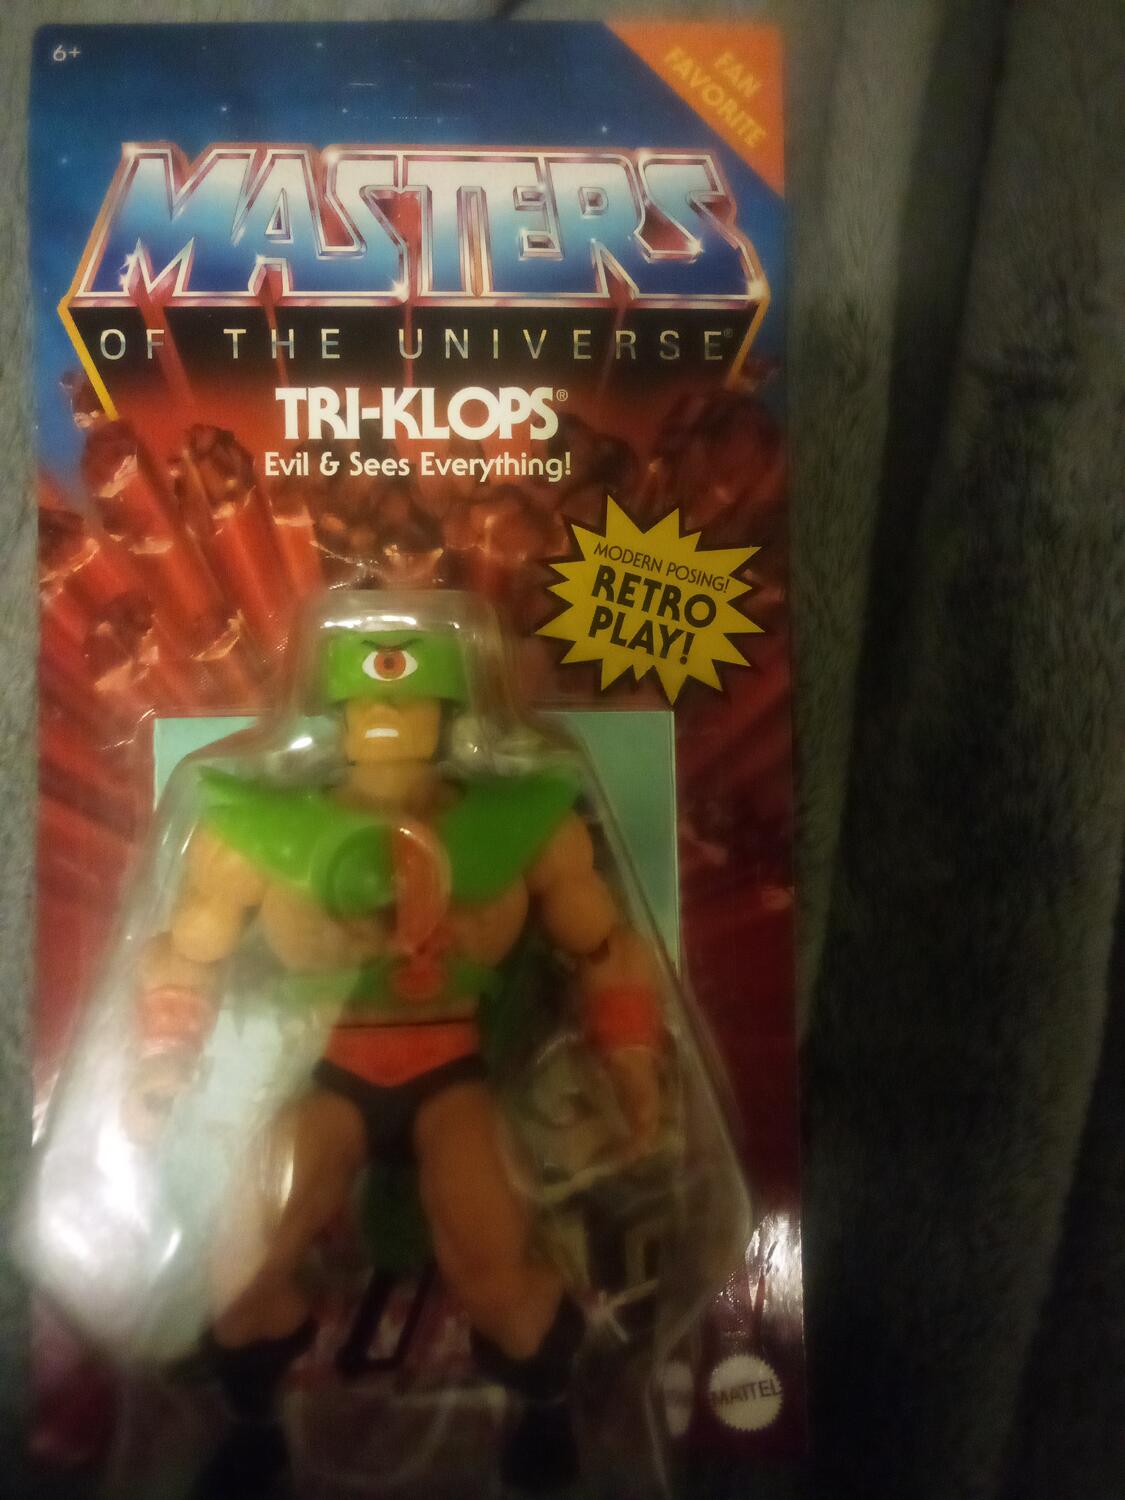 6+
FAN
FAVORITE
MASTERS
OF THE UNIVERSE®
TRI-KLOPS®
Evil & Sees Everything!
MODERN POSING!
RETRO
PLAY!
MATTEL